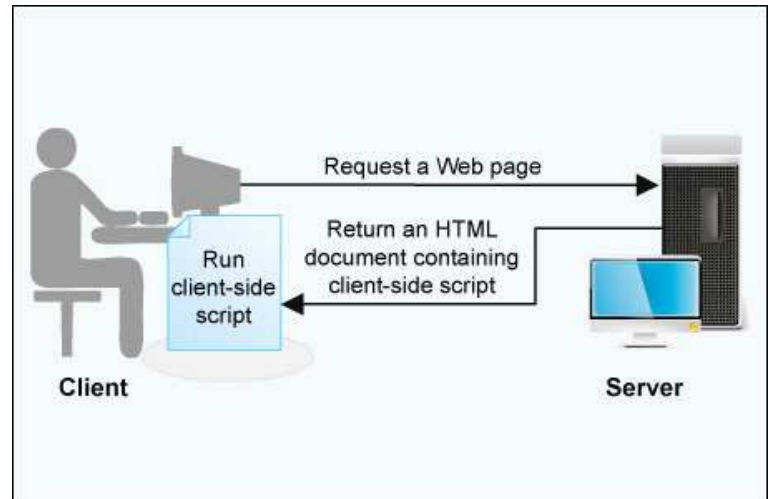 Request a Web page
Return an HTML
document containing
client-side script
Run
client-side
script
Client
Server